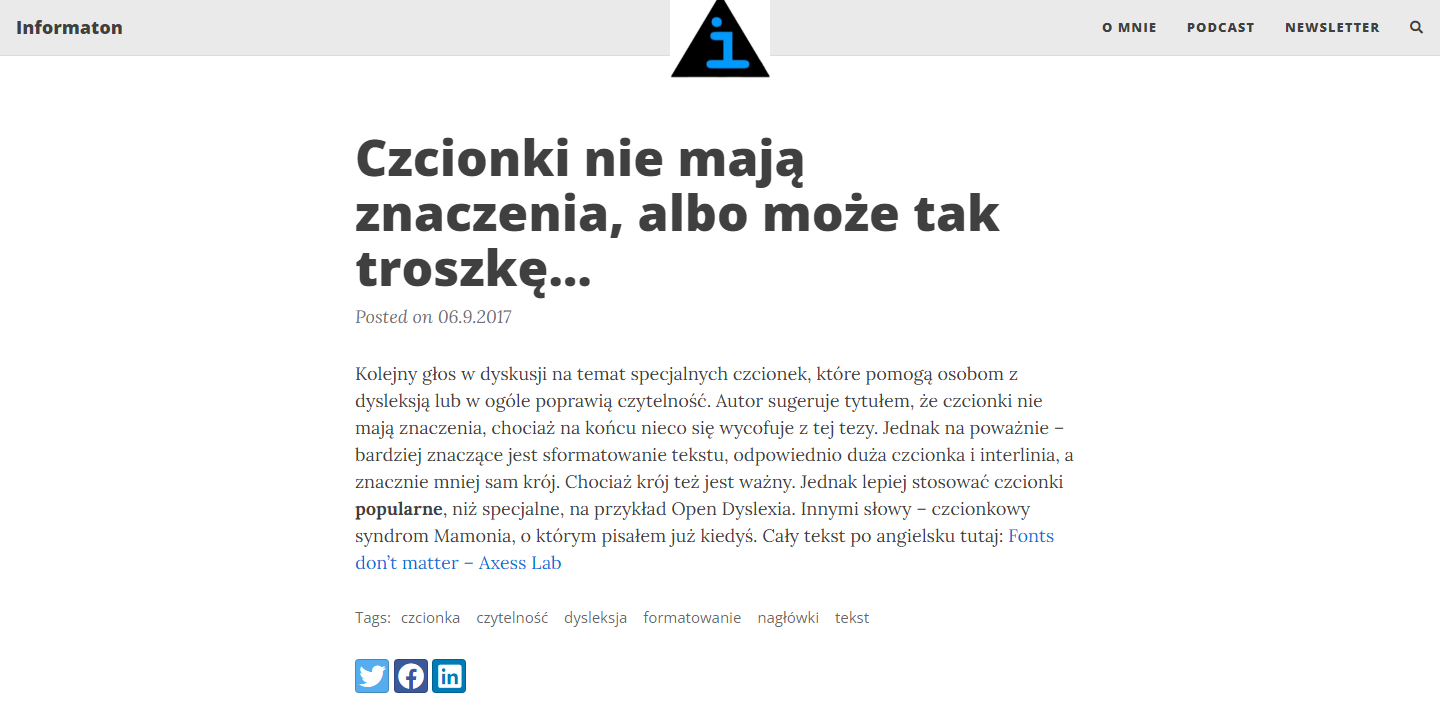 Informaton
i
O MNIE PODCAST NEWSLETTER
Czcionki nie mają
znaczenia, albo może tak
troszkę…
Posted on 06.9.2017
Kolejny głos w dyskusji na temat specjalnych czcionek, które pomogą osobom z
dysleksją lub w ogóle poprawią czytelność. Autor sugeruje tytułem, że czcionki nie
mają znaczenia, chociaż na końcu nieco się wycofuje z tej tezy. Jednak na poważnie –
bardziej znaczące jest sformatowanie tekstu, odpowiednio duża czcionka i interlinia, a
znacznie mniej sam krój. Chociaż krój też jest ważny. Jednak lepiej stosować czcionki
popularne, niż specjalne, na przykład Open Dyslexia. Innymi słowy – czcionkowy
syndrom Mamonia, o którym pisałem już kiedyś. Cały tekst po angielsku tutaj: Fonts
don’t matter – Axess Lab
Tags: czcionka czytelność dysleksja formatowanie nagłówki tekst
in